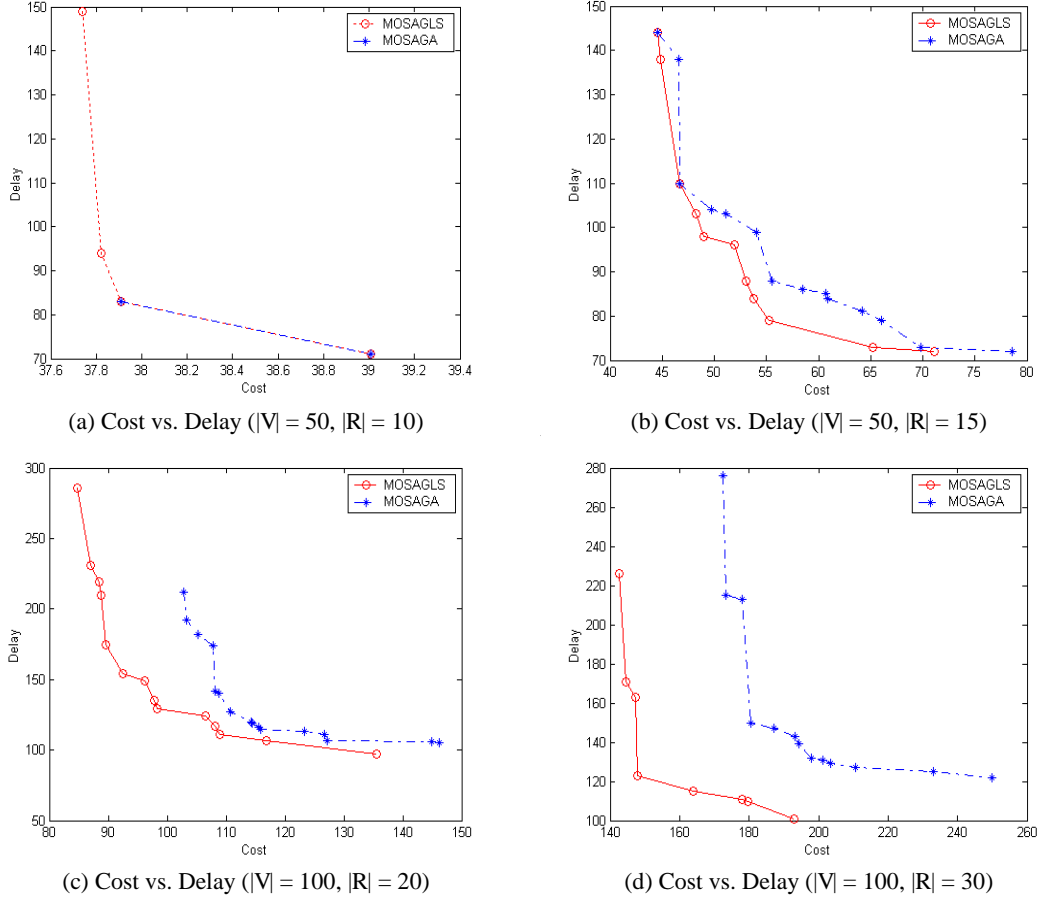 150
140
130
120
110
100
90
80
70
Delay
37.6 37.8 38 38.2 38.4 38.6 38.8 39 39.2 39.4
Cost
MOSAGLS
MOSAGA
(a) Cost vs. Delay (|V| = 50, |R| = 10)
150
140
130
120
110
100
90
80
70
Delay
40 45 50 55 60 65 70 75 80
Cost
MOSAGLS
MOSAGA
(b) Cost vs. Delay (|V| = 50, |R| = 15)
300
250
200
150
100
50
Delay
80 90 100 110 120 130 140 150
Cost
MOSAGLS
MOSAGA
(c) Cost vs. Delay (|V| = 100, |R| = 20)
280
260
240
220
200
180
160
140
120
100
Delay
140 160 180 200 220 240 260
Cost
MOSAGLS
MOSAGA
(d) Cost vs. Delay (|V| = 100, |R| = 30)